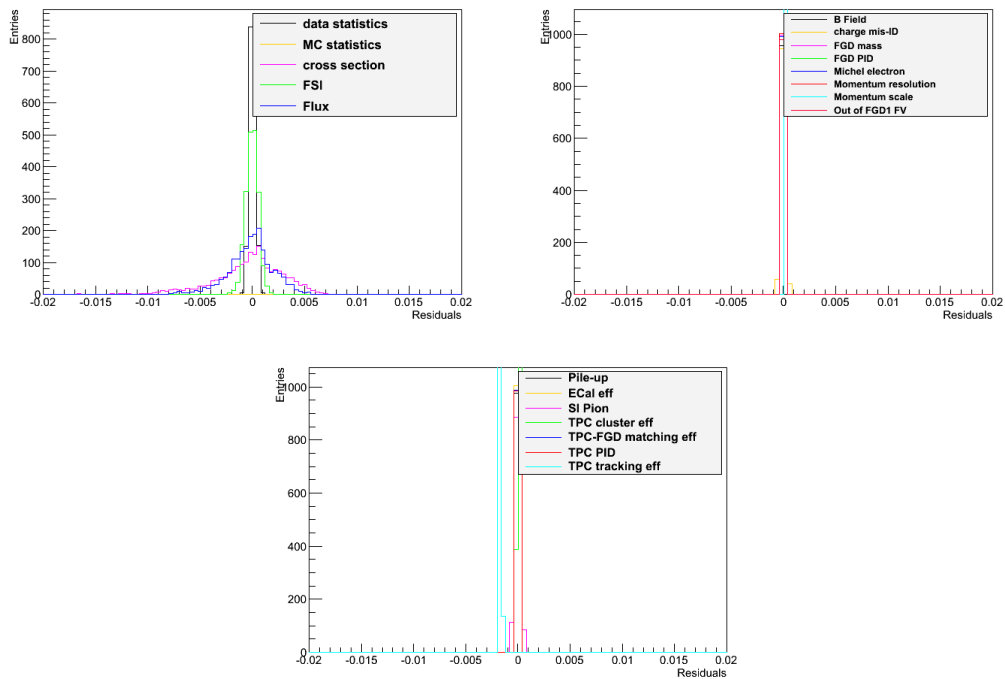 Entries
data statistics
MC statistics
cross section
FSI
Flux
800
700
600
500
400
300
200
100
0
-0.02 -0.015 -0.01 -0.005 0 0.005 0.01 0.015 0.02
Residuals
Entries
B Field
charge mis-ID
FGD mass
FGD PID
Michel electron
Momentum resolution
Momentum scale
Out of FGD1 FV
1000
800
600
400
200
0
-0.02 -0.015 -0.01 -0.005 0 0.005 0.01 0.015 0.02
Residuals
Entries
Pile-up
ECal eff
SI Pion
TPC cluster eff
TPC-FGD matching eff
TPC PID
TPC tracking eff
1000
800
600
400
200
0
-0.02 -0.015 -0.01 -0.005 0 0.005 0.01 0.015 0.02
Residuals